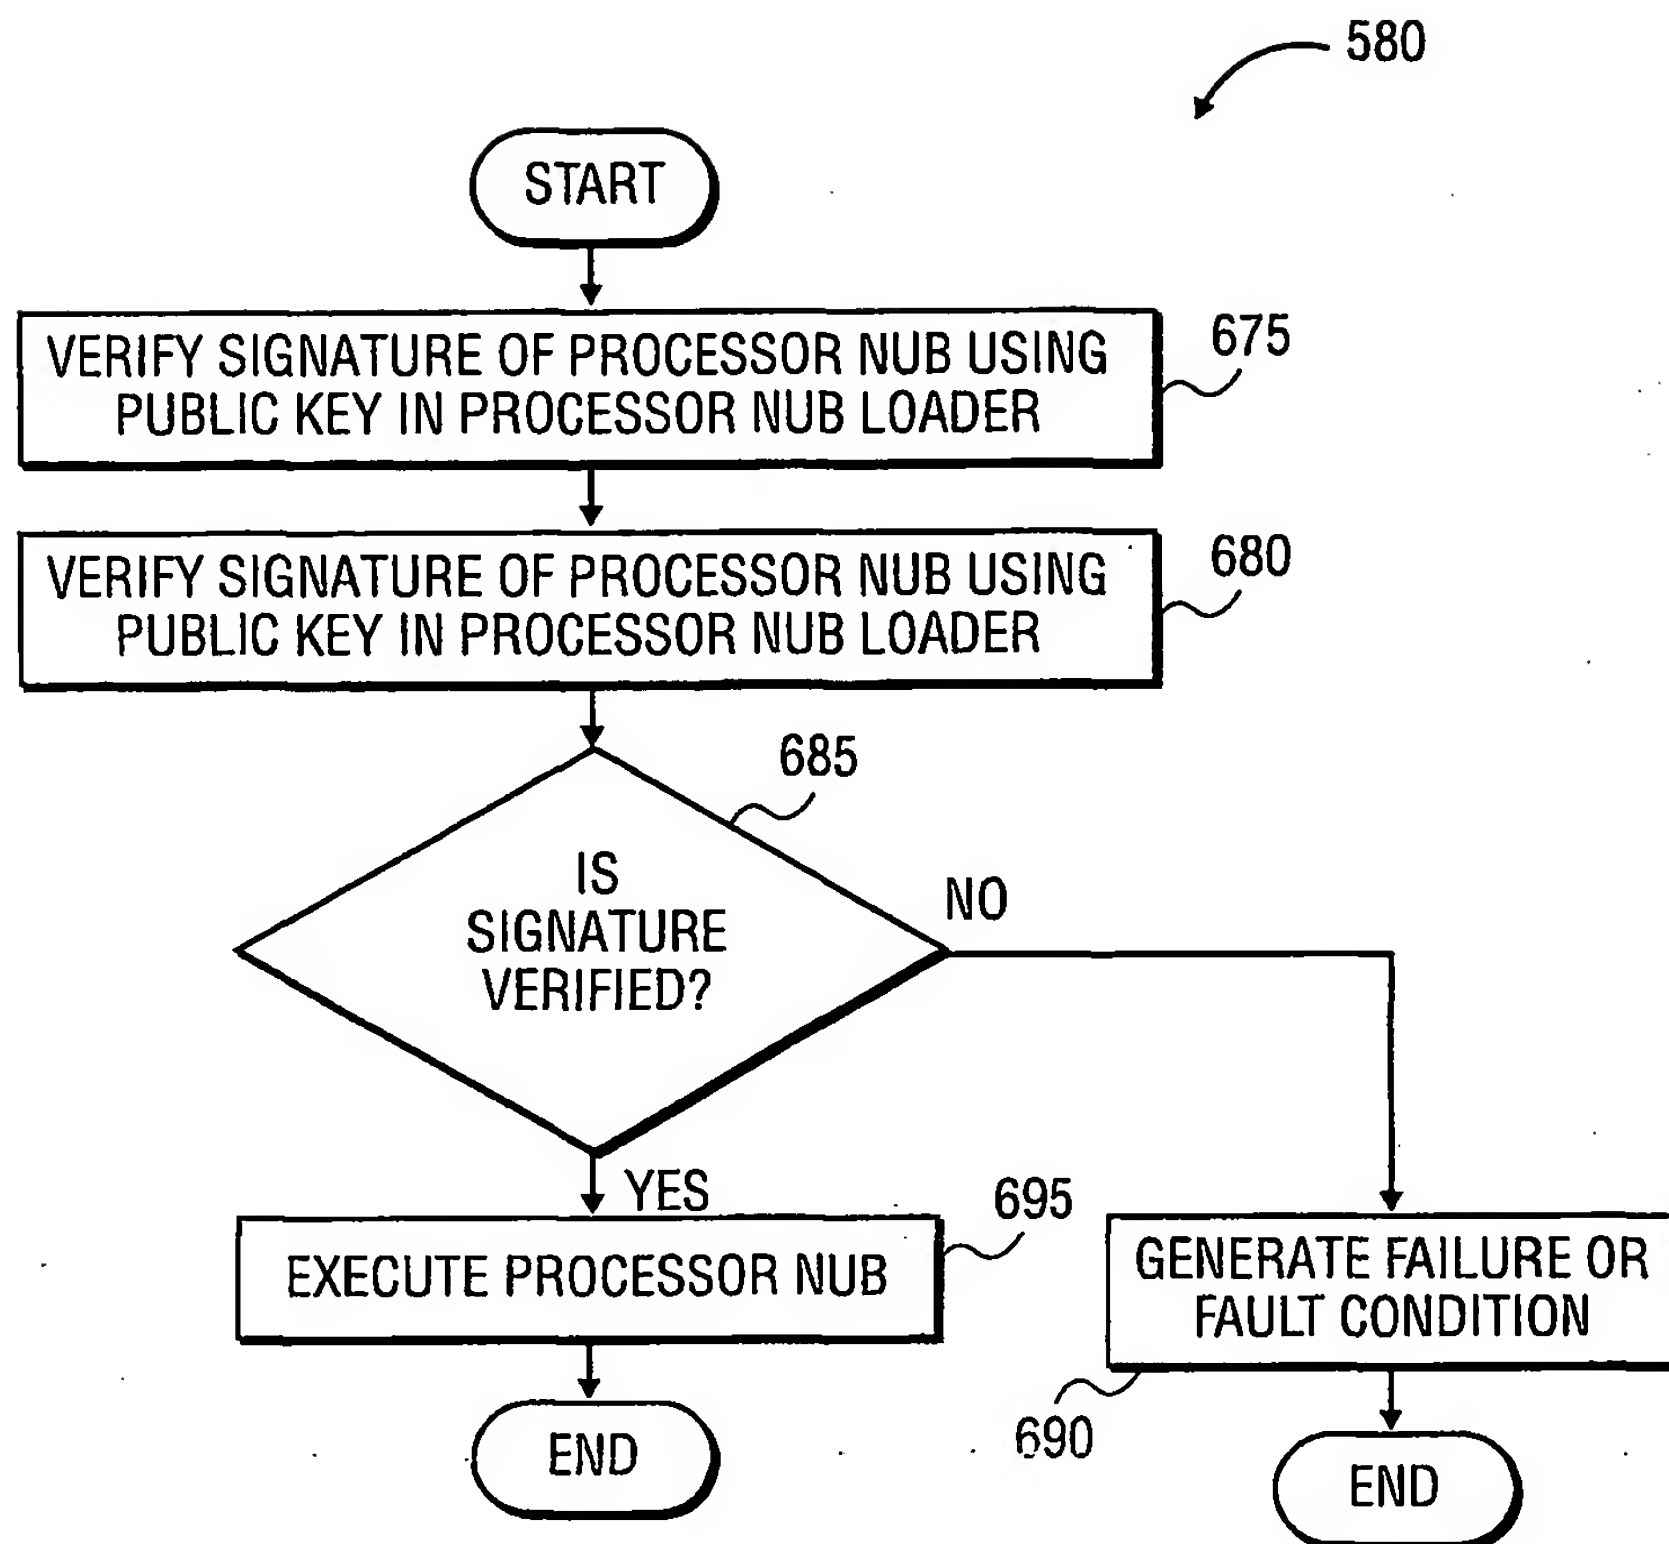 580
START
VERIFY SIGNATURE OF PROCESSOR NUB USING
PUBLIC KEY IN PROCESSOR NUB LOADER
675
VERIFY SIGNATURE OF PROCESSOR NUB USING
PUBLIC KEY IN PROCESSOR NUB LOADER
680
685
IS
SIGNATURE
VERIFIED?
NO
YES
695
EXECUTE PROCESSOR NUB
GENERATE FAILURE OR
FAULT CONDITION
690
END
END